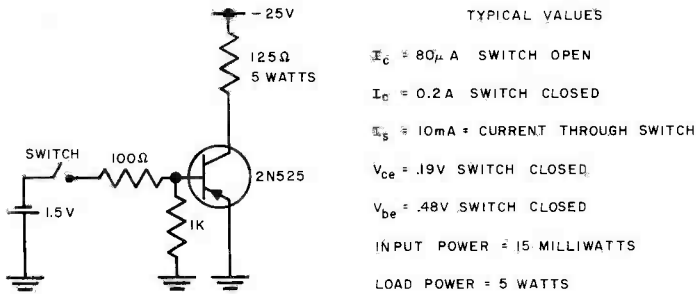 -25V
125Ω
5 WATTS
SWITCH
100Ω
2N525
1.5V
1K
TYPICAL VALUES
Ic = 80μA SWITCH OPEN
Ic = 0.2A SWITCH CLOSED
Is = 10mA = CURRENT THROUGH SWITCH
Vce = .19V SWITCH CLOSED
Vbe = .48V SWITCH CLOSED
INPUT POWER = 15 MILLIWATTS
LOAD POWER = 5 WATTS